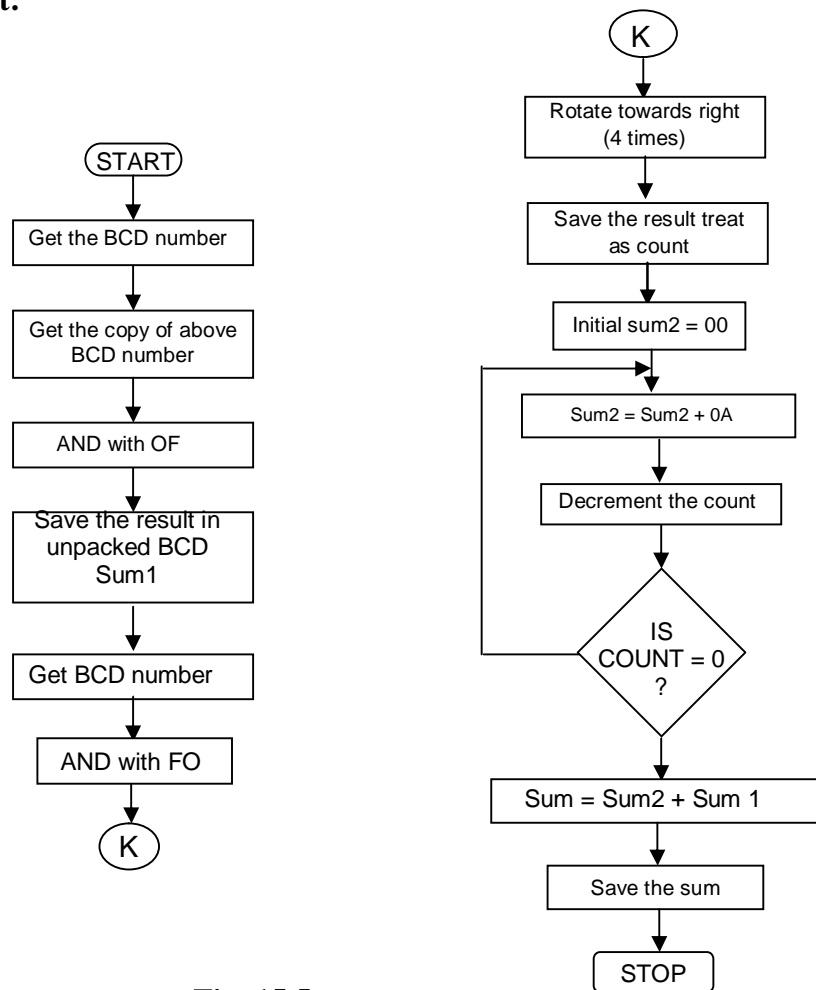 START
Get the BCD number
Get the copy of above
BCD number
AND with OF
Save the result in
unpacked BCD
Sum1
Get BCD number
AND with FO
K
K
Rotate towards right
(4 times)
Save the result treat
as count
Initial sum2 = 00
Sum2 = Sum2 + 0A
Decrement the count
IS
COUNT = 0
?
Sum = Sum2 + Sum 1
Save the sum
STOP